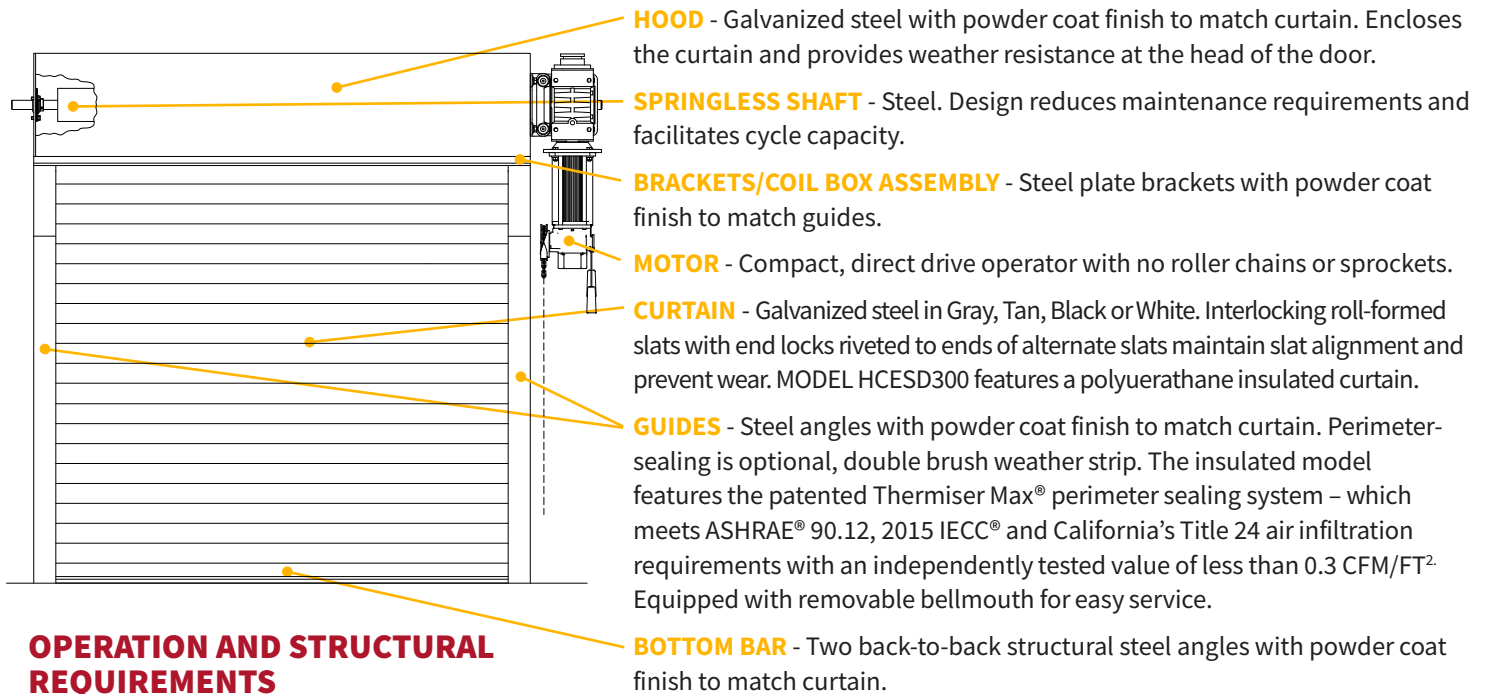 HOOD - Galvanized steel with powder coat finish to match curtain. Encloses
the curtain and provides weather resistance at the head of the door.
SPRINGLESS SHAFT - Steel. Design reduces maintenance requirements and
facilitates cycle capacity.
BRACKETS/COIL BOX ASSEMBLY - Steel plate brackets with powder coat
finish to match guides.
MOTOR - Compact, direct drive operator with no roller chains or sprockets.
CURTAIN - Galvanized steel in Gray, Tan, Black or White. Interlocking roll-formed
slats with end locks riveted to ends of alternate slats maintain slat alignment and
prevent wear. MODEL HCESD300 features a polyuerathane insulated curtain.
GUIDES - Steel angles with powder coat finish to match curtain. Perimeter-
sealing is optional, double brush weather strip. The insulated model
features the patented Thermiser Max® perimeter sealing system – which
meets ASHRAE® 90.12, 2015 IECC® and California’s Title 24 air infiltration
requirements with an independently tested value of less than 0.3 CFM/FT².
Equipped with removable bellmouth for easy service.
BOTTOM BAR - Two back-to-back structural steel angles with powder coat
finish to match curtain.
OPERATION AND STRUCTURAL
REQUIREMENTS